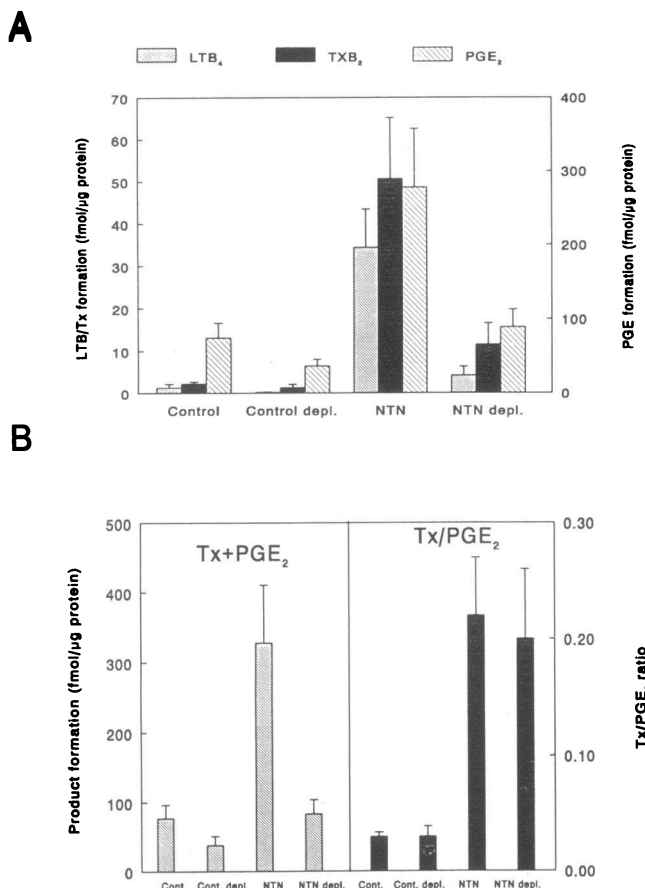 A
LTB₄ TXB₂ PGE₂
LTB/Tx formation (fmol/µg protein)
70
60
50
40
30
20
10
0
400
300
200
100
0
PGE formation (fmol/µg protein)
Control Control depl. NTN NTN depl.
B
Product formation (fmol/µg protein)
500
400
300
200
100
0
Tx+PGE₂ Tx/PGE₂
0.30
0.20
0.10
0.00
Tx/PGE₂ ratio
Cont. Cont. depl. NTN NTN depl. Cont. Cont. depl. NTN NTN depl.